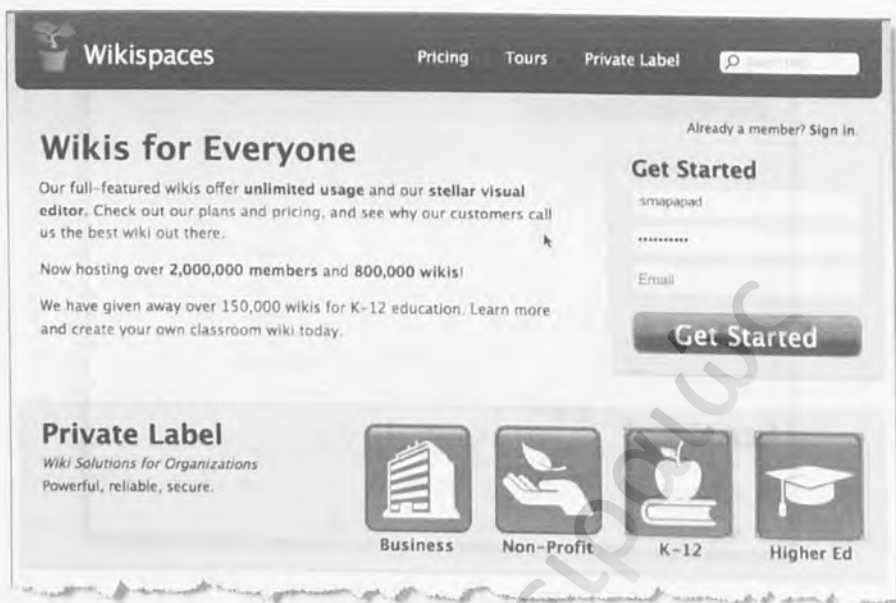 Wikispaces
Pricing Tours Private Label
Already a member? Sign in.
Wikis for Everyone
Our full-featured wikis offer unlimited usage and our stellar visual
editor. Check out our plans and pricing, and see why our customers call
us the best wiki out there.
Now hosting over 2,000,000 members and 800,000 wikis!
We have given away over 150,000 wikis for K-12 education. Learn more
and create your own classroom wiki today.
Get Started
smapapad
••••••••••
Email
Get Started
Private Label
Wiki Solutions for Organizations
Powerful, reliable, secure.
Business
Non-Profit
K-12
Higher Ed